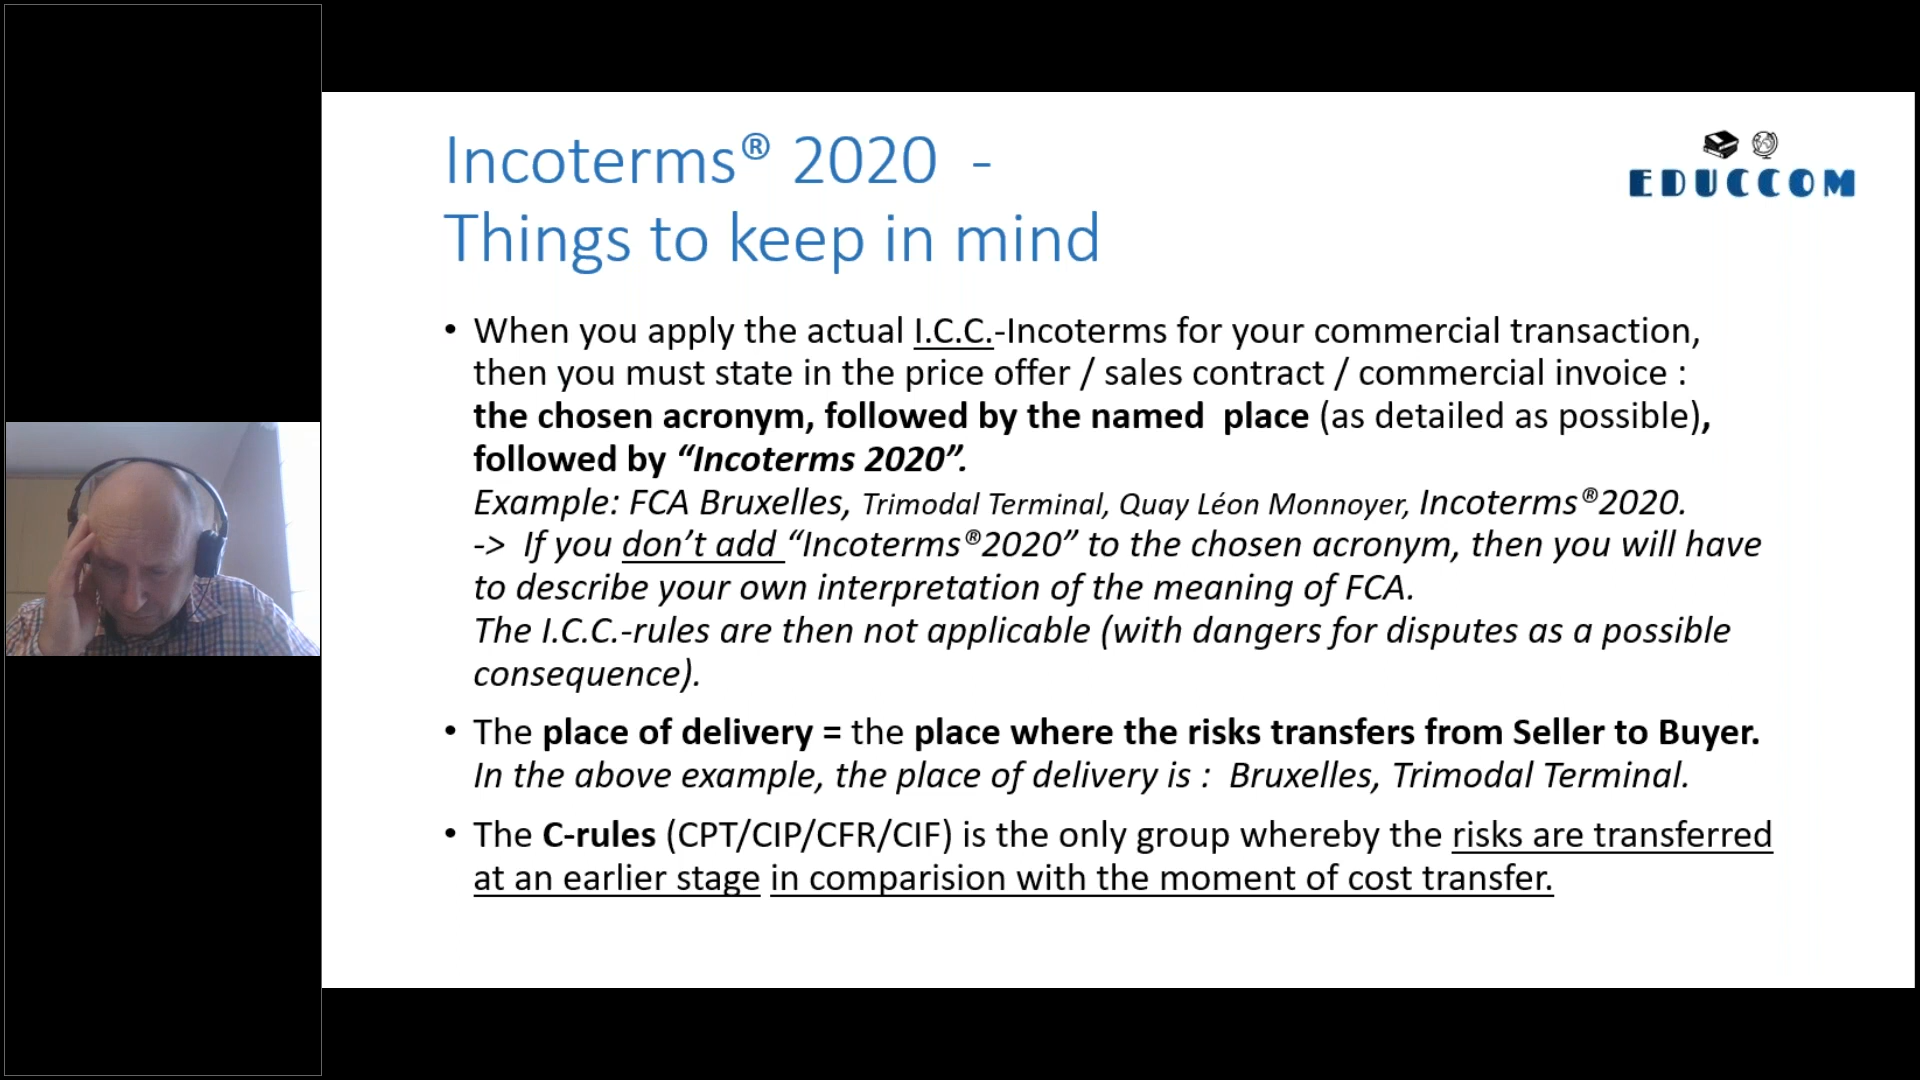 Incoterms® 2020 -
Things to keep in mind
EDUCCOM
• When you apply the actual I.C.C.-Incoterms for your commercial transaction,
then you must state in the price offer / sales contract / commercial invoice :
the chosen acronym, followed by the named place (as detailed as possible),
followed by “Incoterms 2020”.
Example: FCA Bruxelles, Trimodal Terminal, Quay Léon Monnoyer, Incoterms®2020.
-> If you don’t add “Incoterms®2020” to the chosen acronym, then you will have
to describe your own interpretation of the meaning of FCA.
The I.C.C.-rules are then not applicable (with dangers for disputes as a possible
consequence).
• The place of delivery = the place where the risks transfers from Seller to Buyer.
In the above example, the place of delivery is : Bruxelles, Trimodal Terminal.
• The C-rules (CPT/CIP/CFR/CIF) is the only group whereby the risks are transferred
at an earlier stage in comparision with the moment of cost transfer.